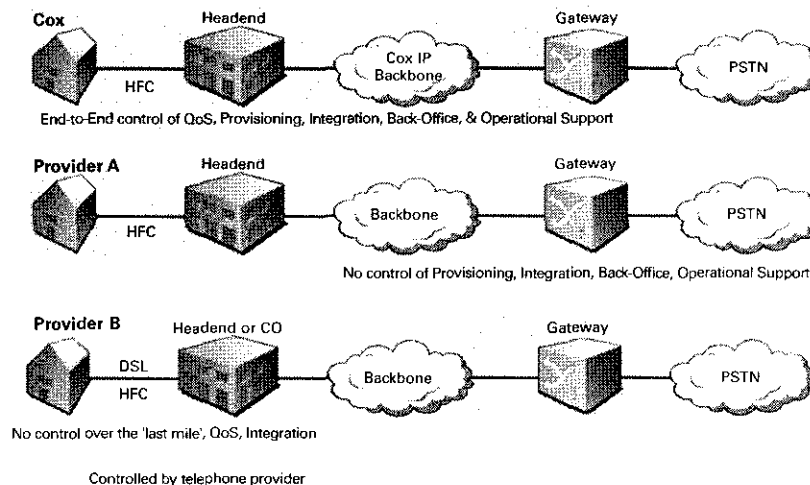 Cox
Headend
Gateway
HFC
Cox IP
Backbone
PSTN
End-to-End control of QoS, Provisioning, Integration, Back-Office, & Operational Support
Provider A
Headend
Gateway
HFC
Backbone
PSTN
No control of Provisioning, Integration, Back-Office, Operational Support
Provider B
Headend or CO
Gateway
DSL
HFC
Backbone
PSTN
No control over the 'last mile', QoS, Integration
Controlled by telephone provider